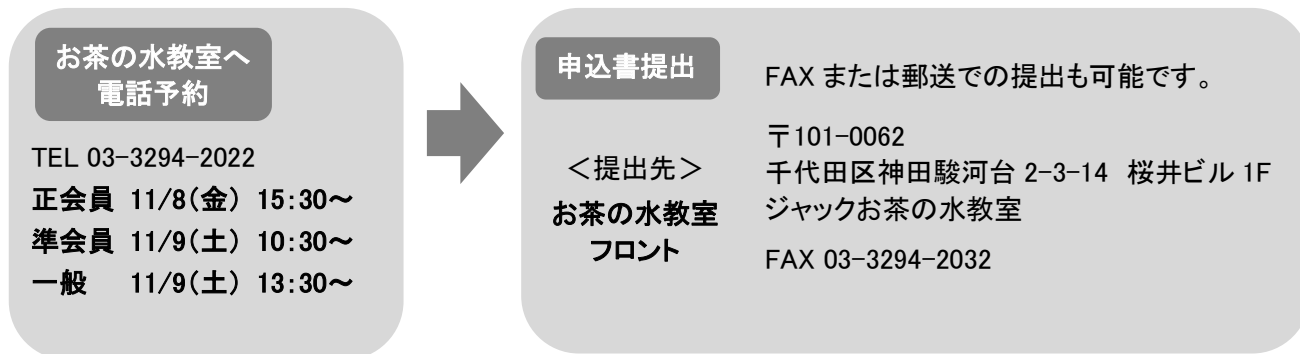 お茶の水教室へ
電話予約
TEL 03-3294-2022
正会員 11/8(金) 15:30~
準会員 11/9(土) 10:30~
一般 11/9(土) 13:30~
申込書提出
<提出先>
お茶の水教室
フロント
FAX または郵送での提出も可能です。
〒101-0062
千代田区神田駿河台 2-3-14 桜井ビル 1F
ジャックお茶の水教室
FAX 03-3294-2032